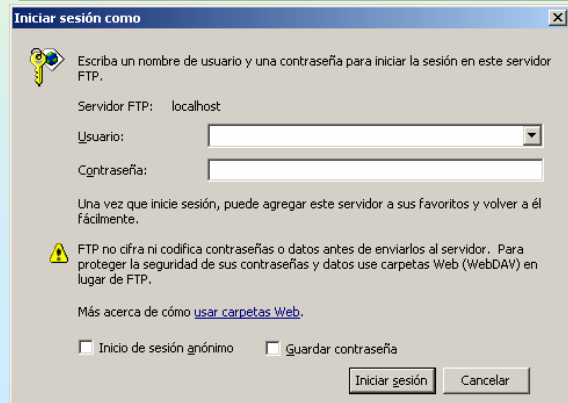 Iniciar sesión como
Escriba un nombre de usuario y una contraseña para iniciar la sesión en este servidor
FTP.
Servidor FTP: localhost
Usuario:
Contraseña:
Una vez que inicie sesión, puede agregar este servidor a sus favoritos y volver a él
fácilmente.
FTP no cifra ni codifica contraseñas o datos antes de enviarlos al servidor. Para
proteger la seguridad de sus contraseñas y datos use carpetas Web (WebDAV) en
lugar de FTP.
Más acerca de cómo usar carpetas Web.
Inicio de sesión anónimo Guardar contraseña
Iniciar sesión Cancelar